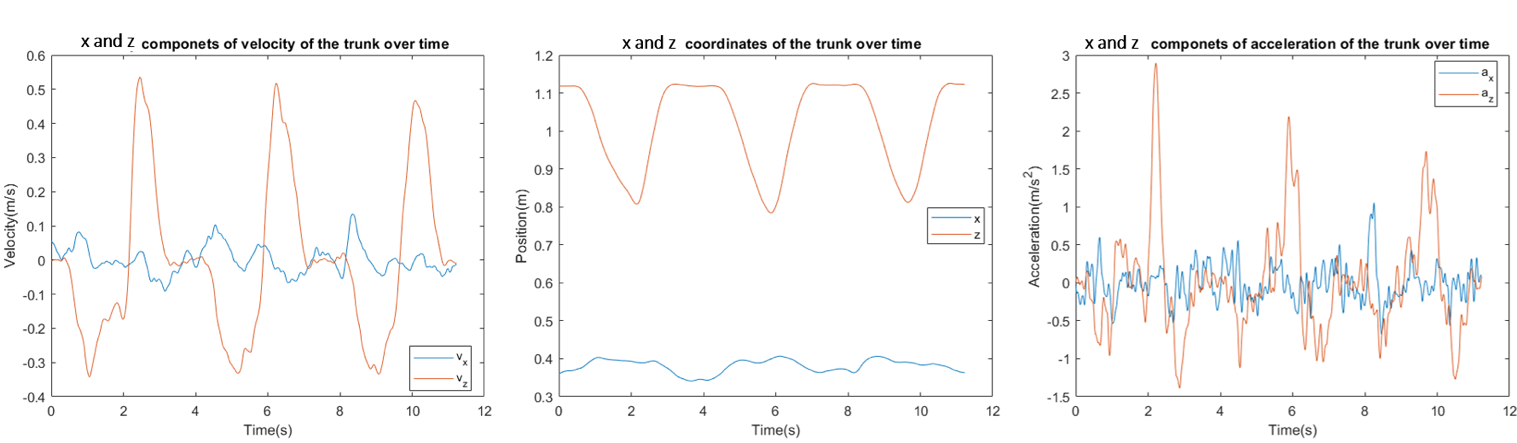 x and z componets of velocity of the trunk over time
0.6
0.5
0.4
0.3
0.2
0.1
0
-0.1
-0.2
-0.3
-0.4
Velocity(m/s)
0 2 4 6 8 10 12
Time(s)
vx
vz
x and z coordinates of the trunk over time
1.2
1.1
1
0.9
0.8
0.7
0.6
0.5
0.4
0.3
Position(m)
0 2 4 6 8 10 12
Time(s)
x
z
x and z componets of acceleration of the trunk over time
3
2.5
2
1.5
1
0.5
0
-0.5
-1
-1.5
Acceleration(m/s²)
0 2 4 6 8 10 12
Time(s)
ax
az